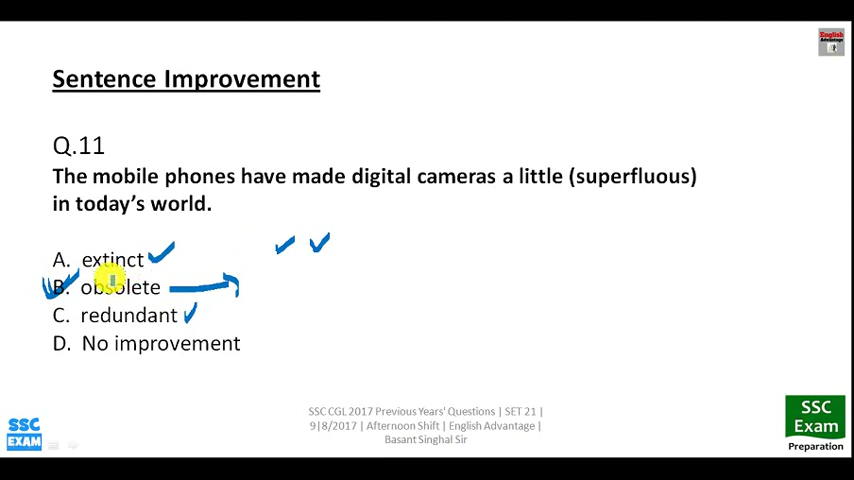 English
Advantage
Sentence Improvement
Q.11
The mobile phones have made digital cameras a little (superfluous)
in today's world.
A. extinct
B. obsolete
C. redundant
D. No improvement
SSC CGL 2017 Previous Years' Questions | SET 21 |
9|8/2017 | Afternoon Shift | English Advantage |
Basant Singhal Sir
SSC
EXAM
SSC
Exam
Preparation